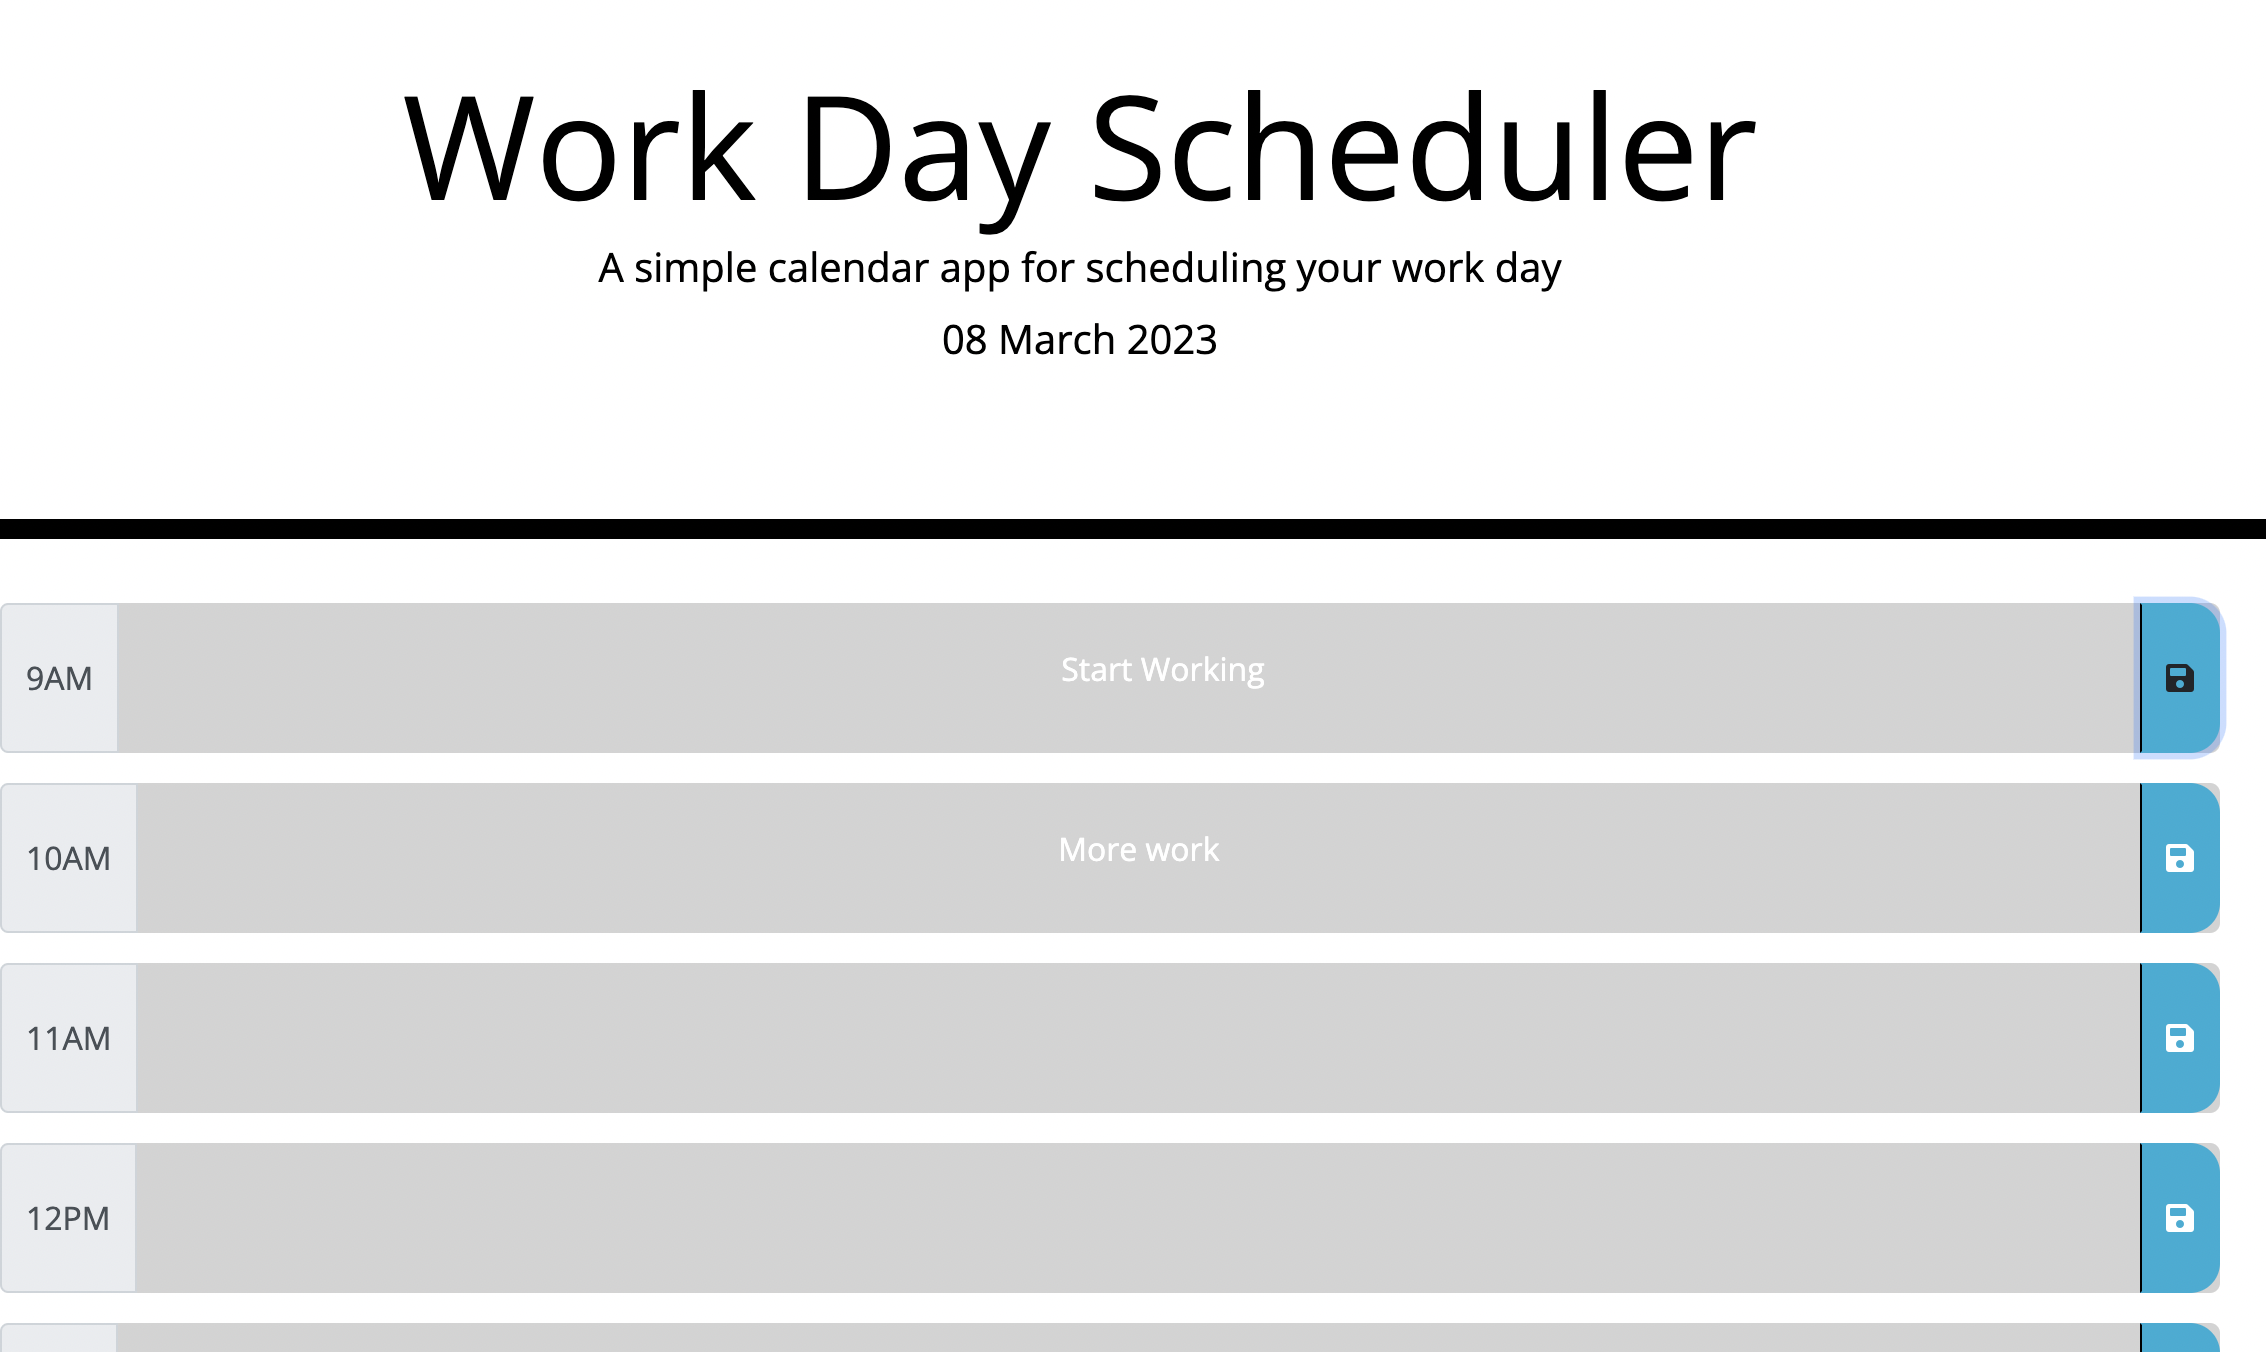 Work Day Scheduler
A simple calendar app for scheduling your work day
08 March 2023
9AM
Start Working
10AM
More work
11AM
12PM